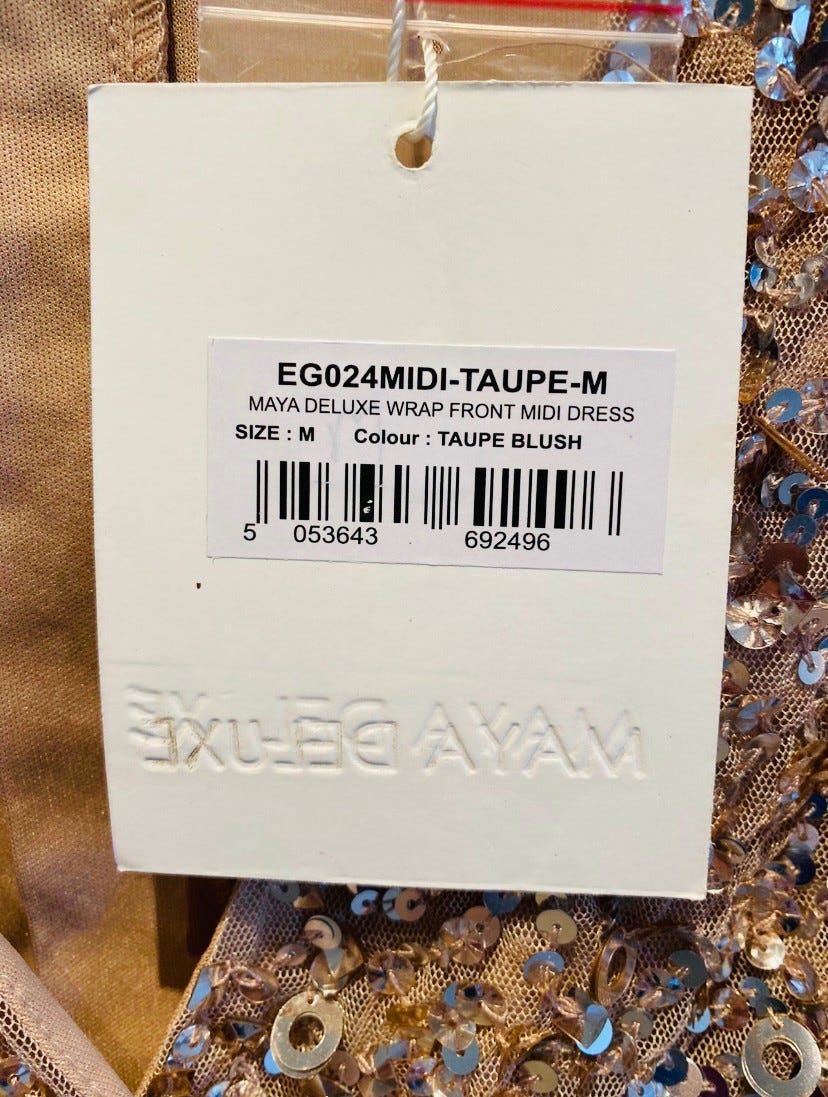 EG024MIDI-TAUPE-M
MAYA DELUXE WRAP FRONT MIDI DRESS
SIZE : M Colour : TAUPE BLUSH
5 053643 692496
MAYA DELUXE